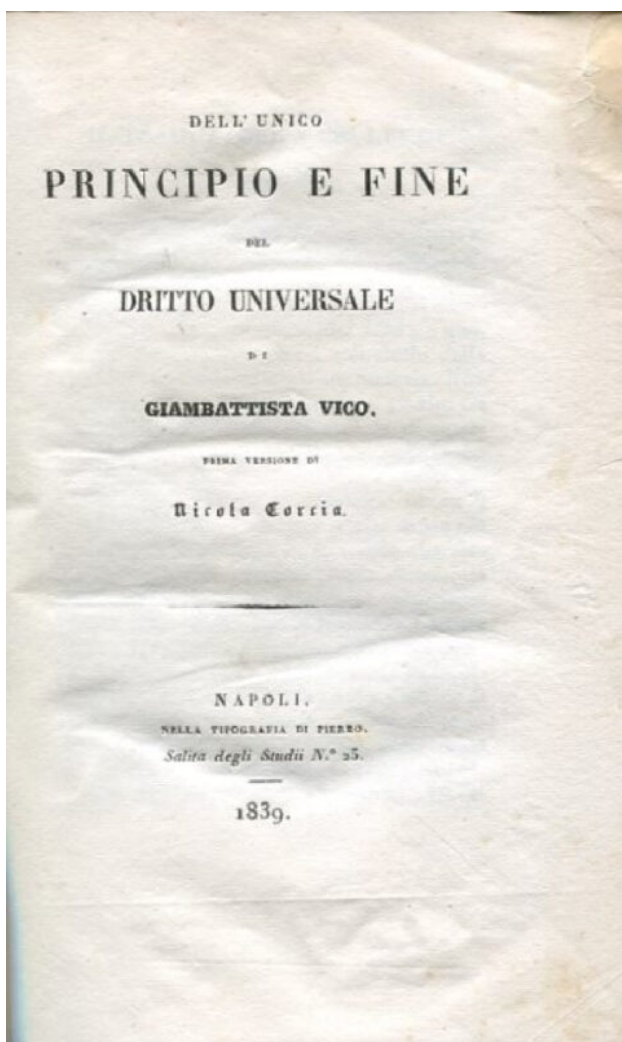 DELL' UNICO
PRINCIPIO E FINE
DEL
DRITTO UNIVERSALE
DI
GIAMBATTISTA VICO.
PRIMA VERSIONE DI
Nicola Corcia.
NAPOLI.
NELLA TIPOGRAFIA DI PIERRO.
Salita degli Studii N.° 23.
1839.